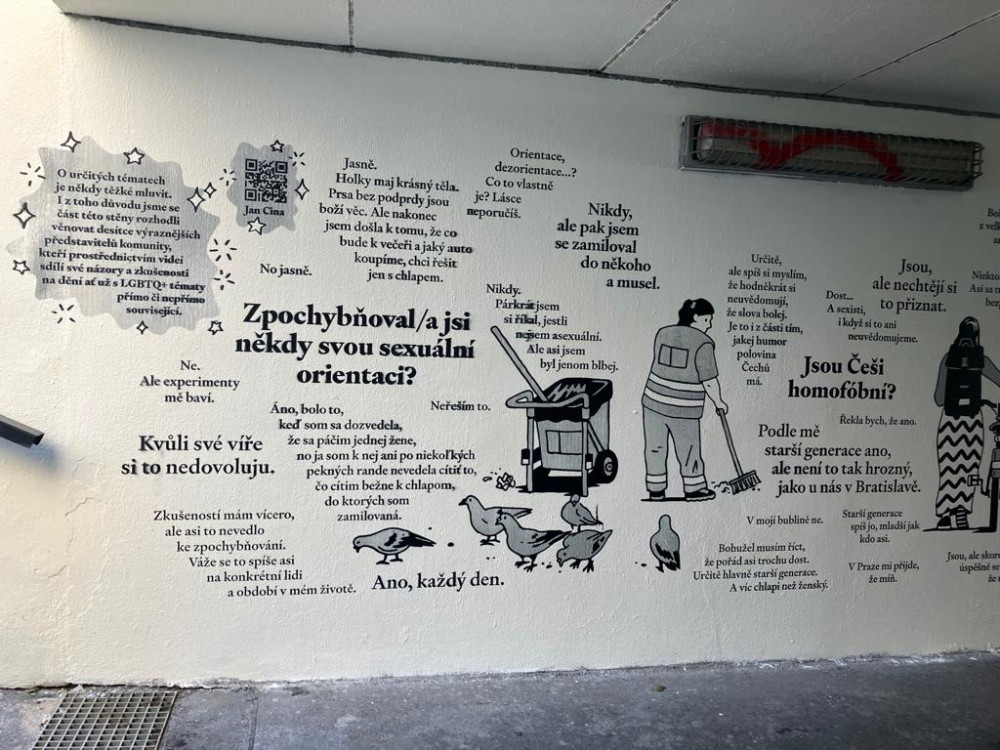 O určitých tématech
je někdy těžké mluvit.
I z toho důvodu jsme se
část této stěny rozhodli
věnovat desítce výraznějších
představitelů komunity,
kteří prostřednictvím videí
sdílí své názory a zkušenosti
na dění ať už s LGBTQ+ tématy
přímo či nepřímo
související.
Jan Cina
Jasně.
Holky maj krásný těla.
Prsa bez podprdy jsou
boží věc. Ale nakonec
jsem došla k tomu, že co
bude k večeři a jaký auto
koupíme, chci řešit
jen s chlapem.
Orientace,
dezorientace...?
Co to vlastně
je? Lásce
neporučíš.
Nikdy,
ale pak jsem
se zamiloval
do někoho
a musel.
No jasně.
Nikdy.
Párkrát jsem
si říkal, jestli
nejsem asexuální.
Ale asi jsem
byl jenom blbej.
Zpochybňoval/a jsi
někdy svou sexuální
orientaci?
Ne.
Ale experimenty
mě baví.
Neřeším to.
Áno, bolo to,
keď som sa dozvedela,
že sa páčim jednej žene,
no ja som k nej ani po niekoľkých
pekných rande nevedela cítiť to,
čo cítim bežne k chlapom,
do ktorých som
zamilovaná.
Kvůli své víře
si to nedovoluju.
Zkušeností mám vícero,
ale asi to nevedlo
ke zpochybňování.
Váže se to spíše asi
na konkrétní lidi
a období v mém životě.
Ano, každý den.
Určitě,
ale spíš si myslím,
že hodněkrát si
neuvědomují,
že slova bolej.
Je to i z části tím,
jakej humor
polovina
Čechů
má.
Dost...
A sexisti,
i když si to ani
neuvědomujeme.
Jsou,
ale nechtějí si
to přiznat.
Jsou Češi
homofóbní?
Řekla bych, že ano.
Podle mě
starší generace ano,
ale není to tak hrozný,
jako u nás v Bratislavě.
V mojí bublině ne.
Starší generace
spíš jo, mladší jak
kdo asi.
Bohužel musím říct,
že pořád asi trochu dost.
Určitě hlavně starší generace.
A víc chlapi než ženský.
V Praze mi přijde,
že míň.
Jsou, ale
úspěšně
že